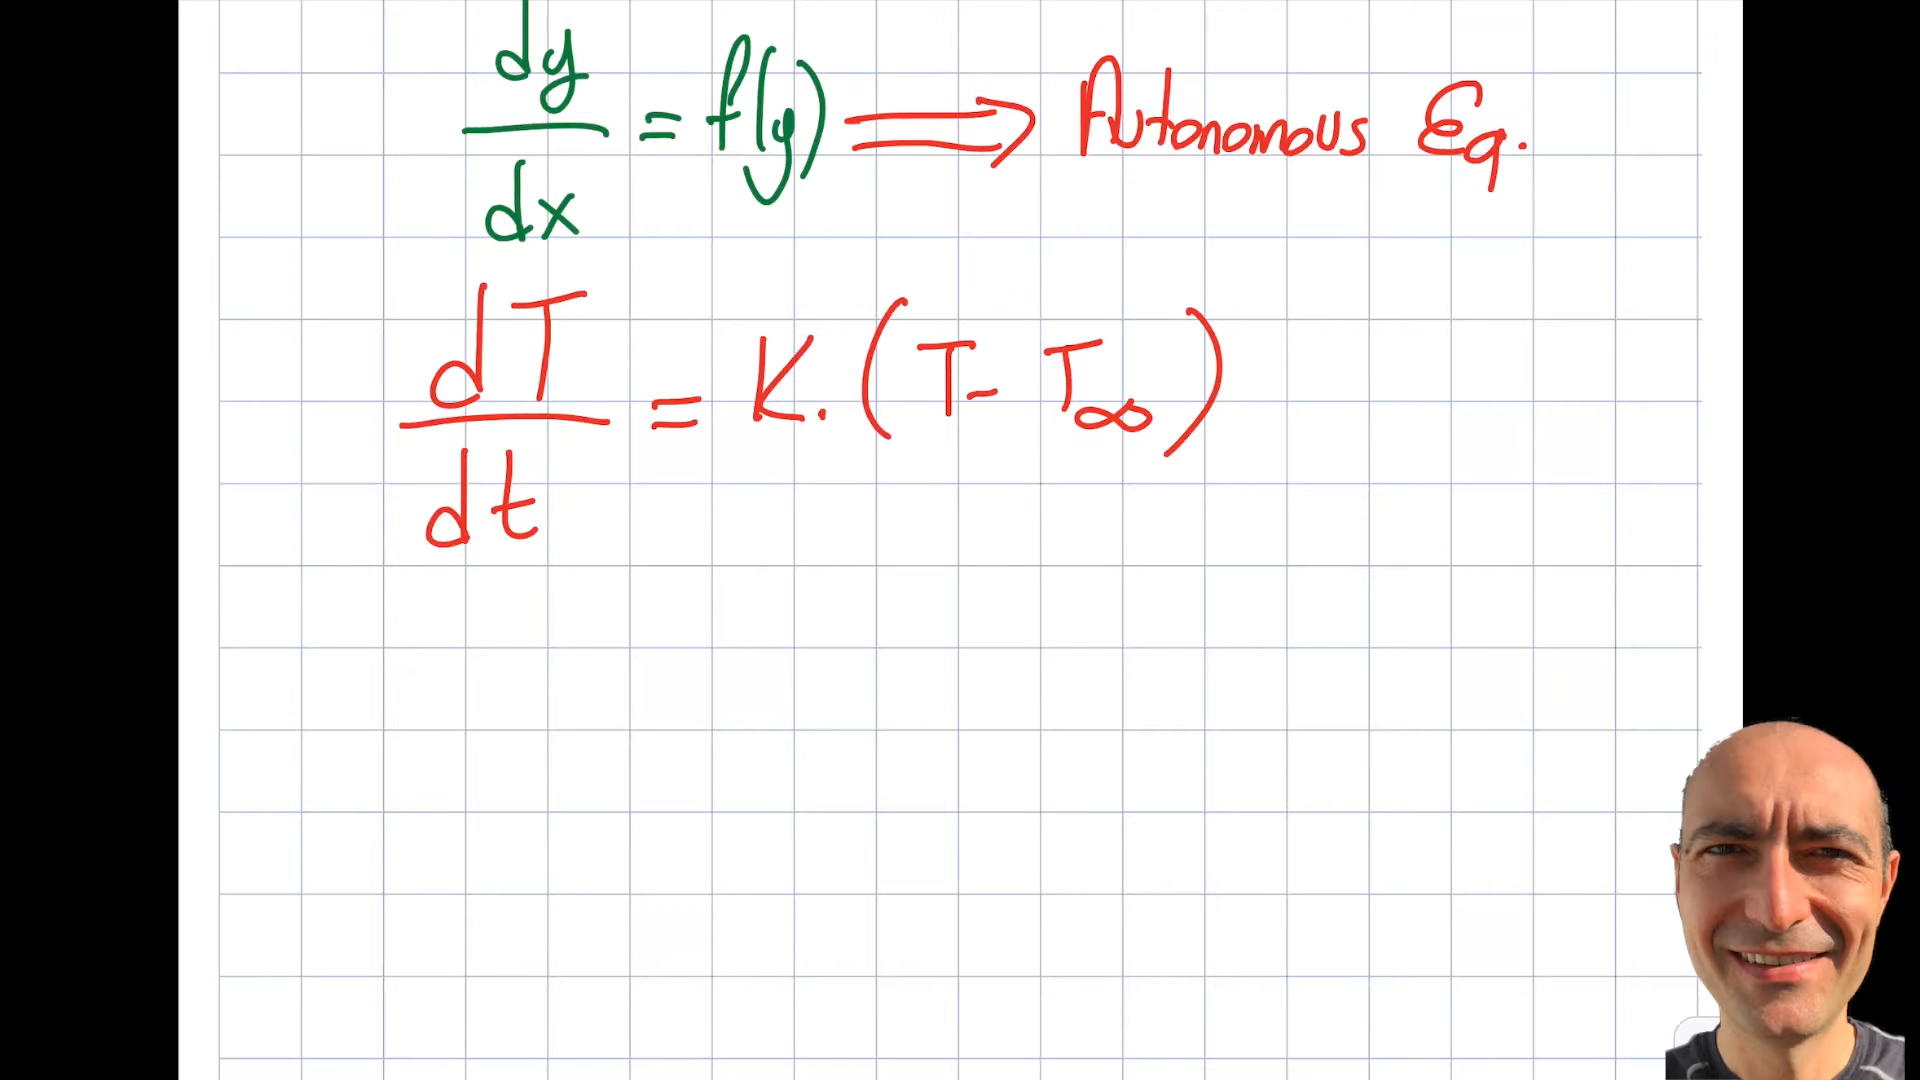 dy/dx = f(y) ⟹ Autonomous Eq.
dT/dt = K. (T - T∞)